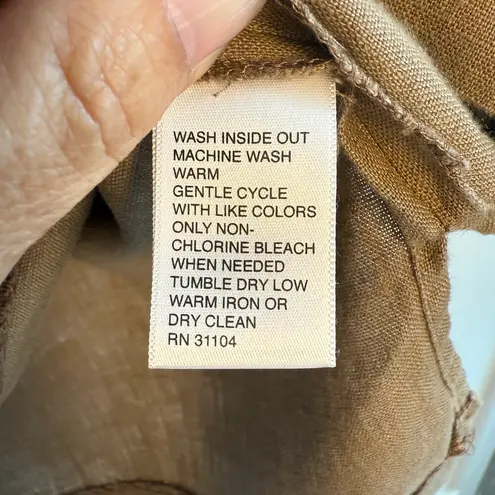 WASH INSIDE OUT
MACHINE WASH
WARM
GENTLE CYCLE
WITH LIKE COLORS
ONLY NON-
CHLORINE BLEACH
WHEN NEEDED
TUMBLE DRY LOW
WARM IRON OR
DRY CLEAN
RN 31104